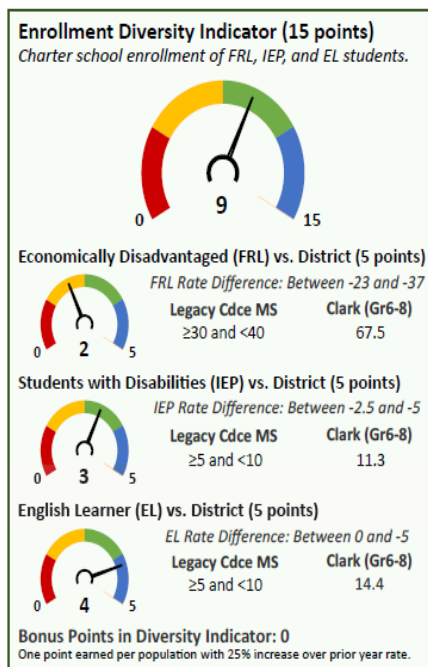 Enrollment Diversity Indicator (15 points)
Charter school enrollment of FRL, IEP, and EL students.
0 9 15
Economically Disadvantaged (FRL) vs. District (5 points)
FRL Rate Difference: Between -23 and -37
Legacy Cdce MS Clark (Gr6-8)
≥30 and <40 67.5
0 2 5
Students with Disabilities (IEP) vs. District (5 points)
IEP Rate Difference: Between -2.5 and -5
Legacy Cdce MS Clark (Gr6-8)
≥5 and <10 11.3
0 3 5
English Learner (EL) vs. District (5 points)
EL Rate Difference: Between 0 and -5
Legacy Cdce MS Clark (Gr6-8)
≥5 and <10 14.4
0 4 5
Bonus Points in Diversity Indicator: 0
One point earned per population with 25% increase over prior year rate.